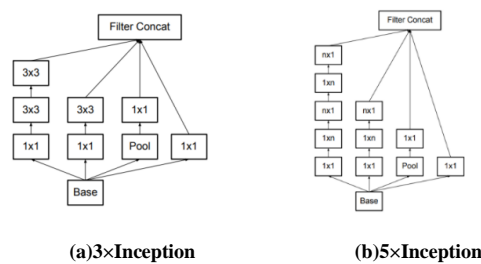 Filter Concat
3x3
3x3 3x3 1x1
1x1 1x1 Pool 1x1
Base
(a)3×Inception
Filter Concat
nx1
1xn
nx1 nx1
1xn 1xn 1x1
1x1 1x1 Pool 1x1
Base
(b)5×Inception